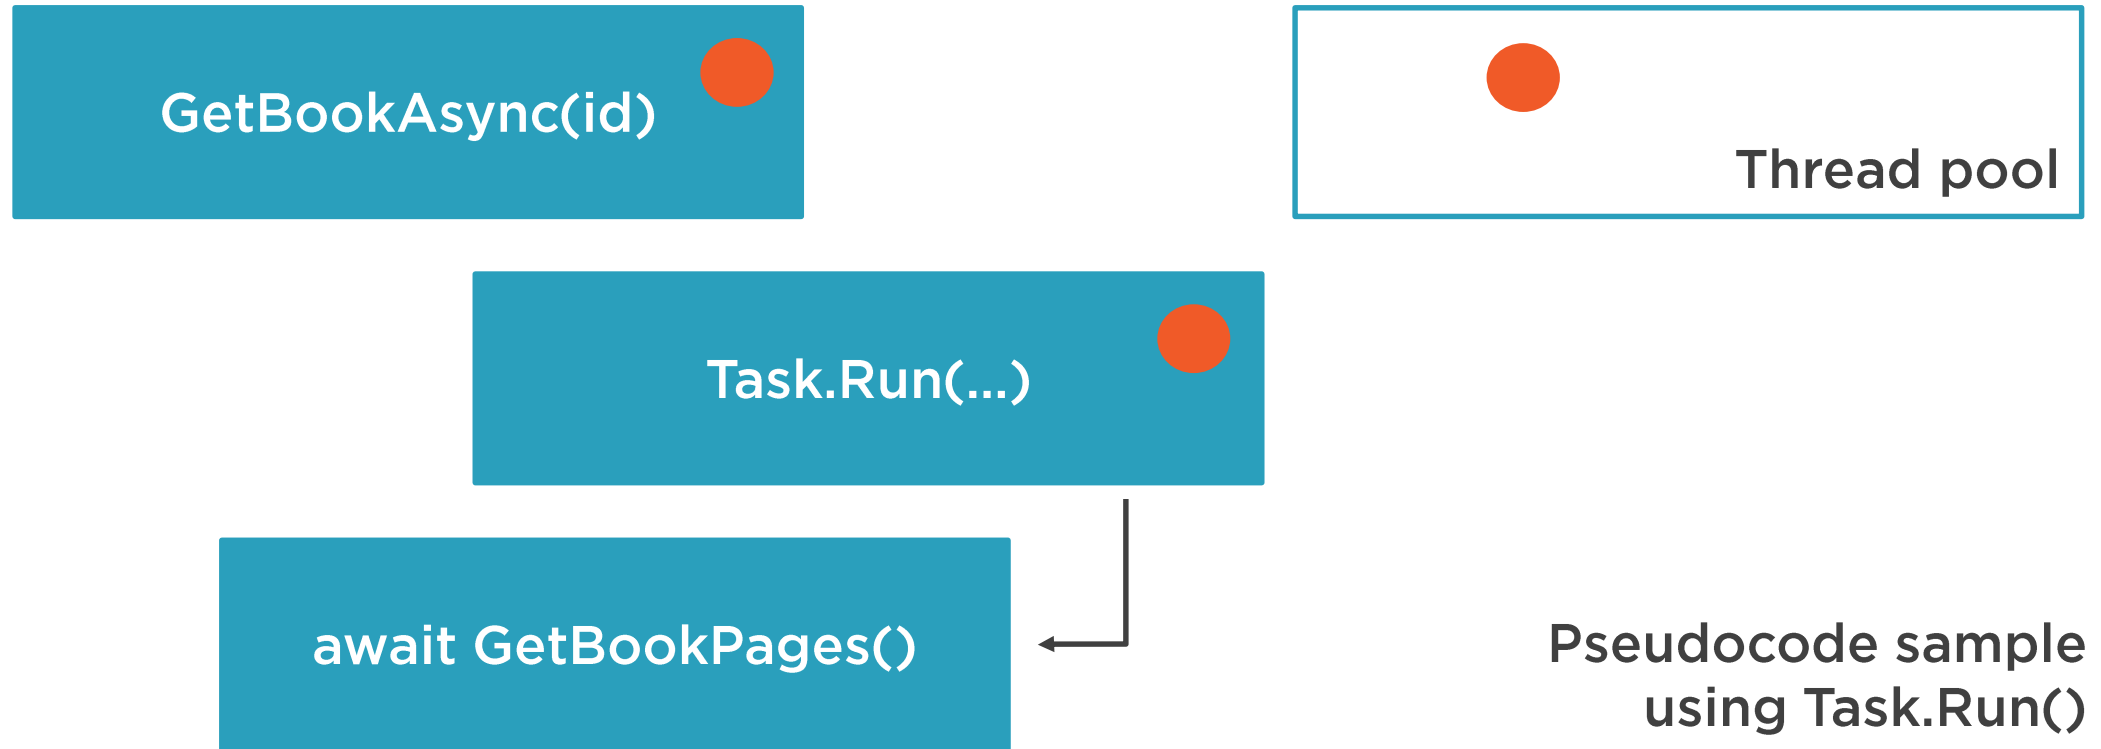 GetBookAsync(id)
Thread pool
Task.Run(...)
await GetBookPages()
Pseudocode sample
using Task.Run()